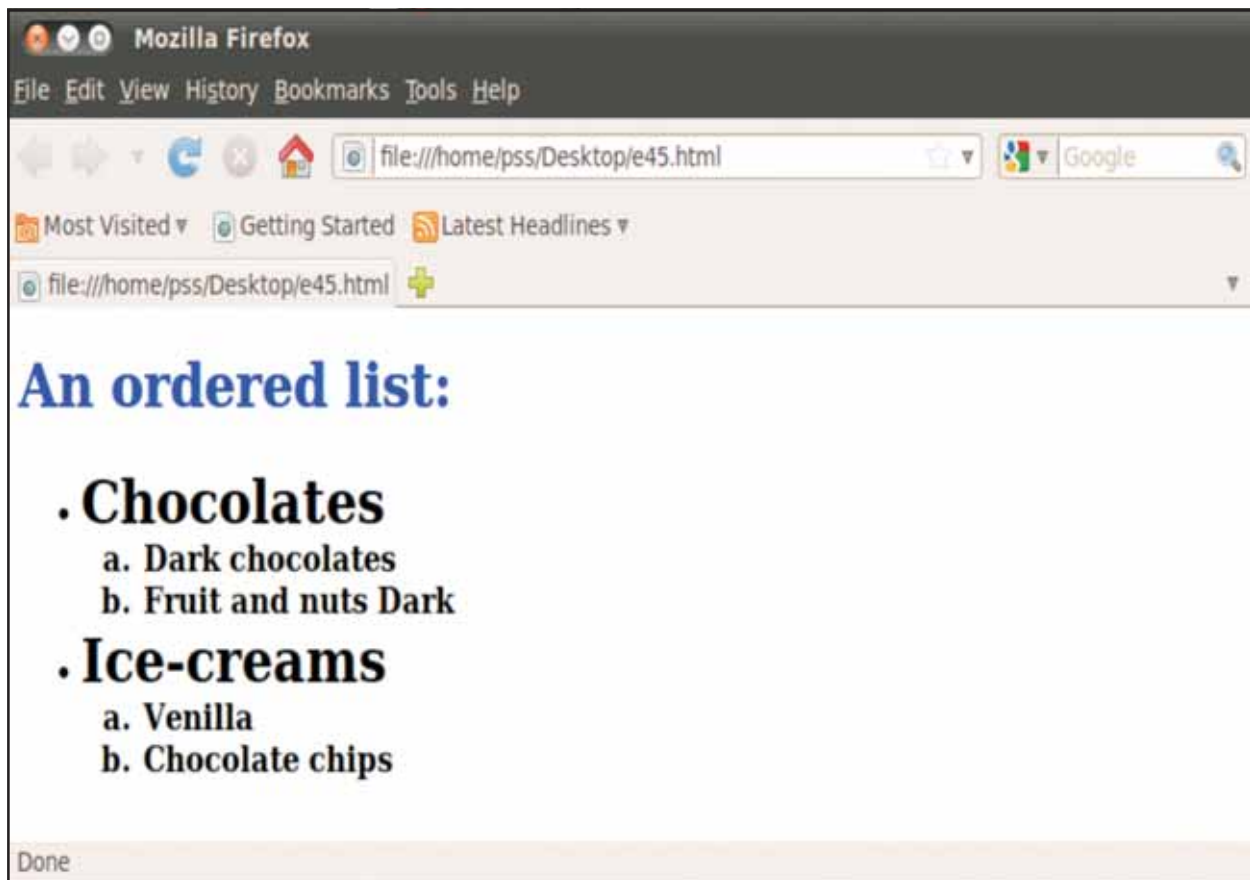 Mozilla Firefox
File Edit View History Bookmarks Tools Help
file:///home/pss/Desktop/e45.html Google
Most Visited Getting Started Latest Headlines
file:///home/pss/Desktop/e45.html
An ordered list:
• Chocolates
a. Dark chocolates
b. Fruit and nuts Dark
• Ice-creams
a. Venilla
b. Chocolate chips
Done